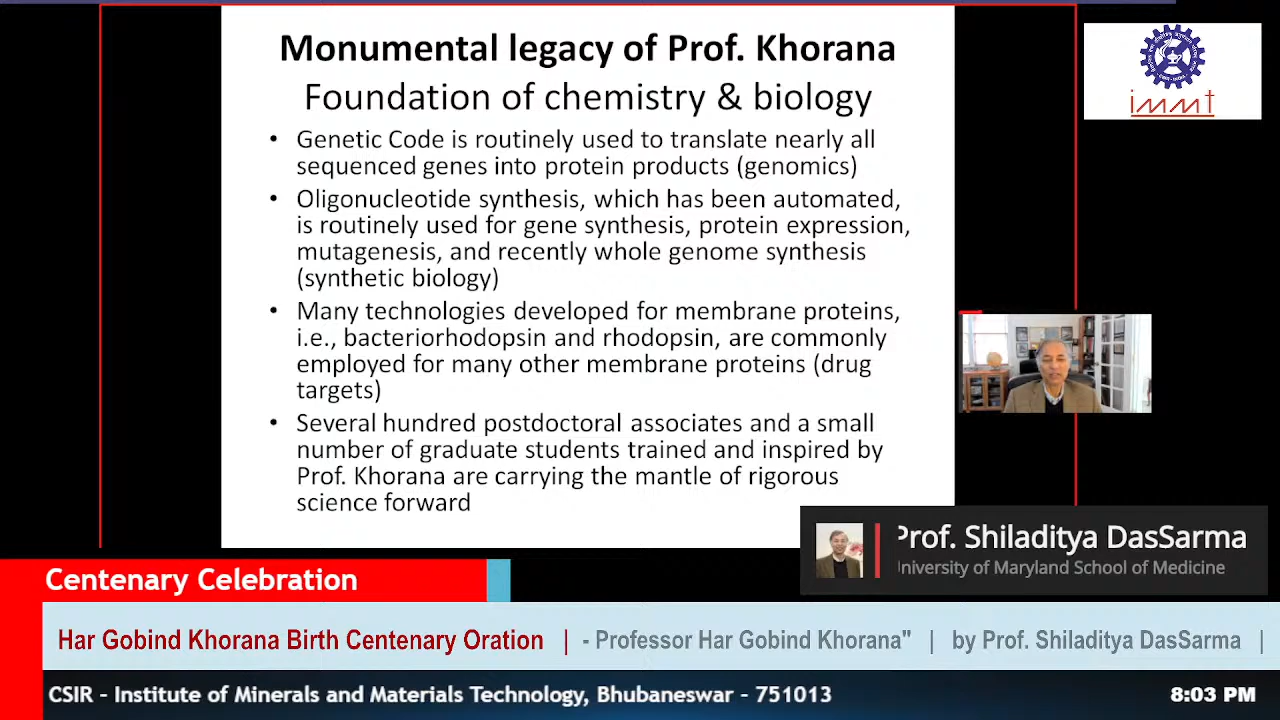 Monumental legacy of Prof. Khorana
Foundation of chemistry & biology
• Genetic Code is routinely used to translate nearly all
sequenced genes into protein products (genomics)
• Oligonucleotide synthesis, which has been automated,
is routinely used for gene synthesis, protein expression,
mutagenesis, and recently whole genome synthesis
(synthetic biology)
• Many technologies developed for membrane proteins,
i.e., bacteriorhodopsin and rhodopsin, are commonly
employed for many other membrane proteins (drug
targets)
• Several hundred postdoctoral associates and a small
number of graduate students trained and inspired by
Prof. Khorana are carrying the mantle of rigorous
science forward
immt
Prof. Shiladitya DasSarma
University of Maryland School of Medicine
Centenary Celebration
Har Gobind Khorana Birth Centenary Oration | - Professor Har Gobind Khorana" | by Prof. Shiladitya DasSarma |
CSIR - Institute of Minerals and Materials Technology, Bhubaneswar - 751013
8:03 PM